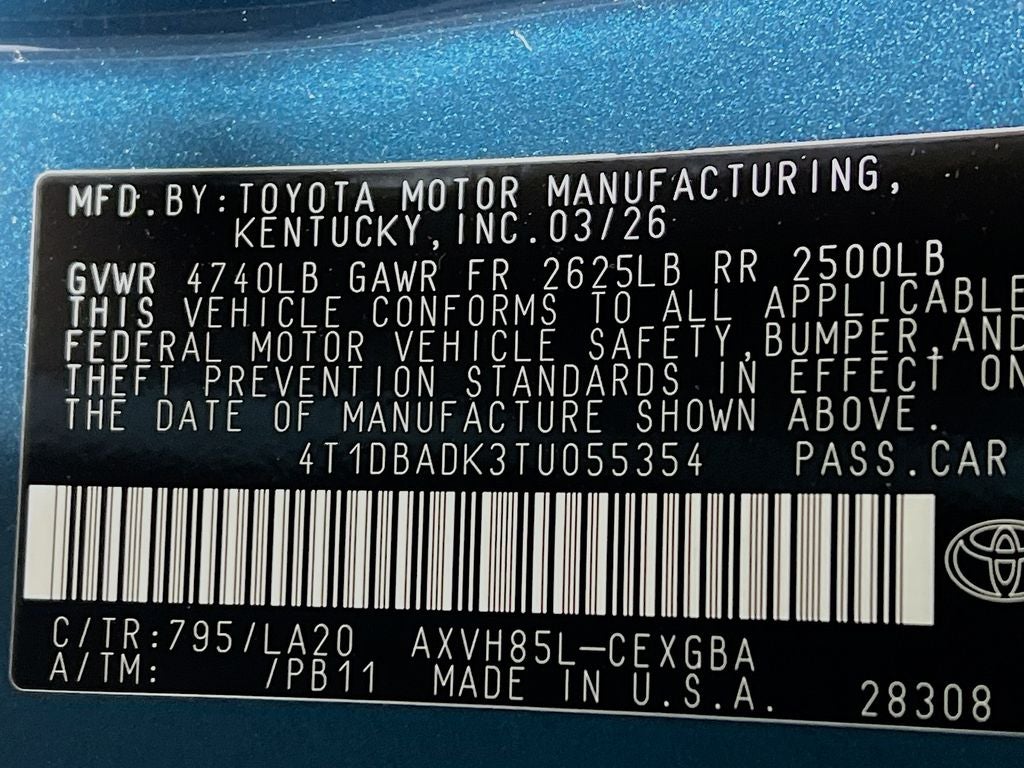 MFD.BY:TOYOTA MOTOR MANUFACTURING,
KENTUCKY,INC.03/26
GVWR 4740LB GAWR FR 2625LB RR 2500LB
THIS VEHICLE CONFORMS TO ALL APPLICABLE
FEDERAL MOTOR VEHICLE SAFETY,BUMPER,AND
THEFT PREVENTION STANDARDS IN EFFECT ON
THE DATE OF MANUFACTURE SHOWN ABOVE.
4T1DBADK3TU055354 PASS.CAR
C/TR:795/LA20 AXVH85L-CEXGBA
A/TM: /PB11 MADE IN U.S.A. 28308